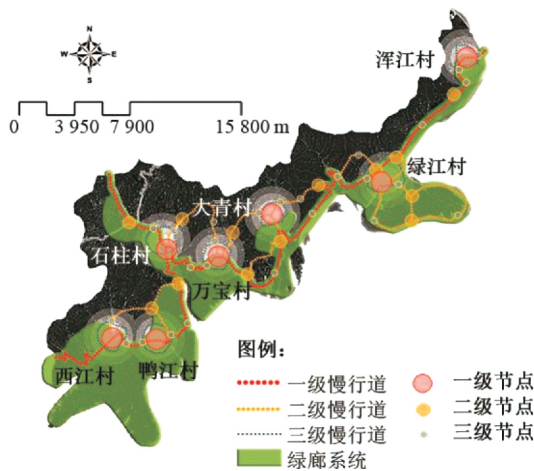 N
W E
S
0 3 950 7 900 15 800 m
浑江村
绿江村
大青村
石柱村
万宝村
西江村
鸭江村
图例：
一级慢行道 一级节点
二级慢行道 二级节点
三级慢行道 三级节点
绿廊系统